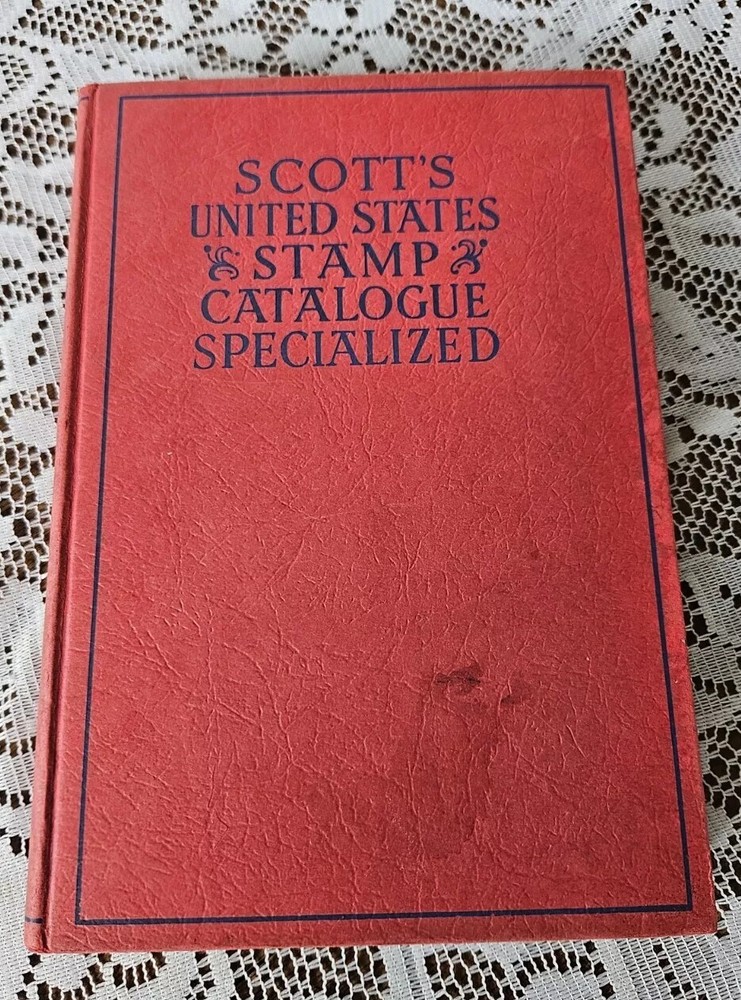 SCOTT'S
UNITED STATES
STAMP
CATALOGUE
SPECIALIZED